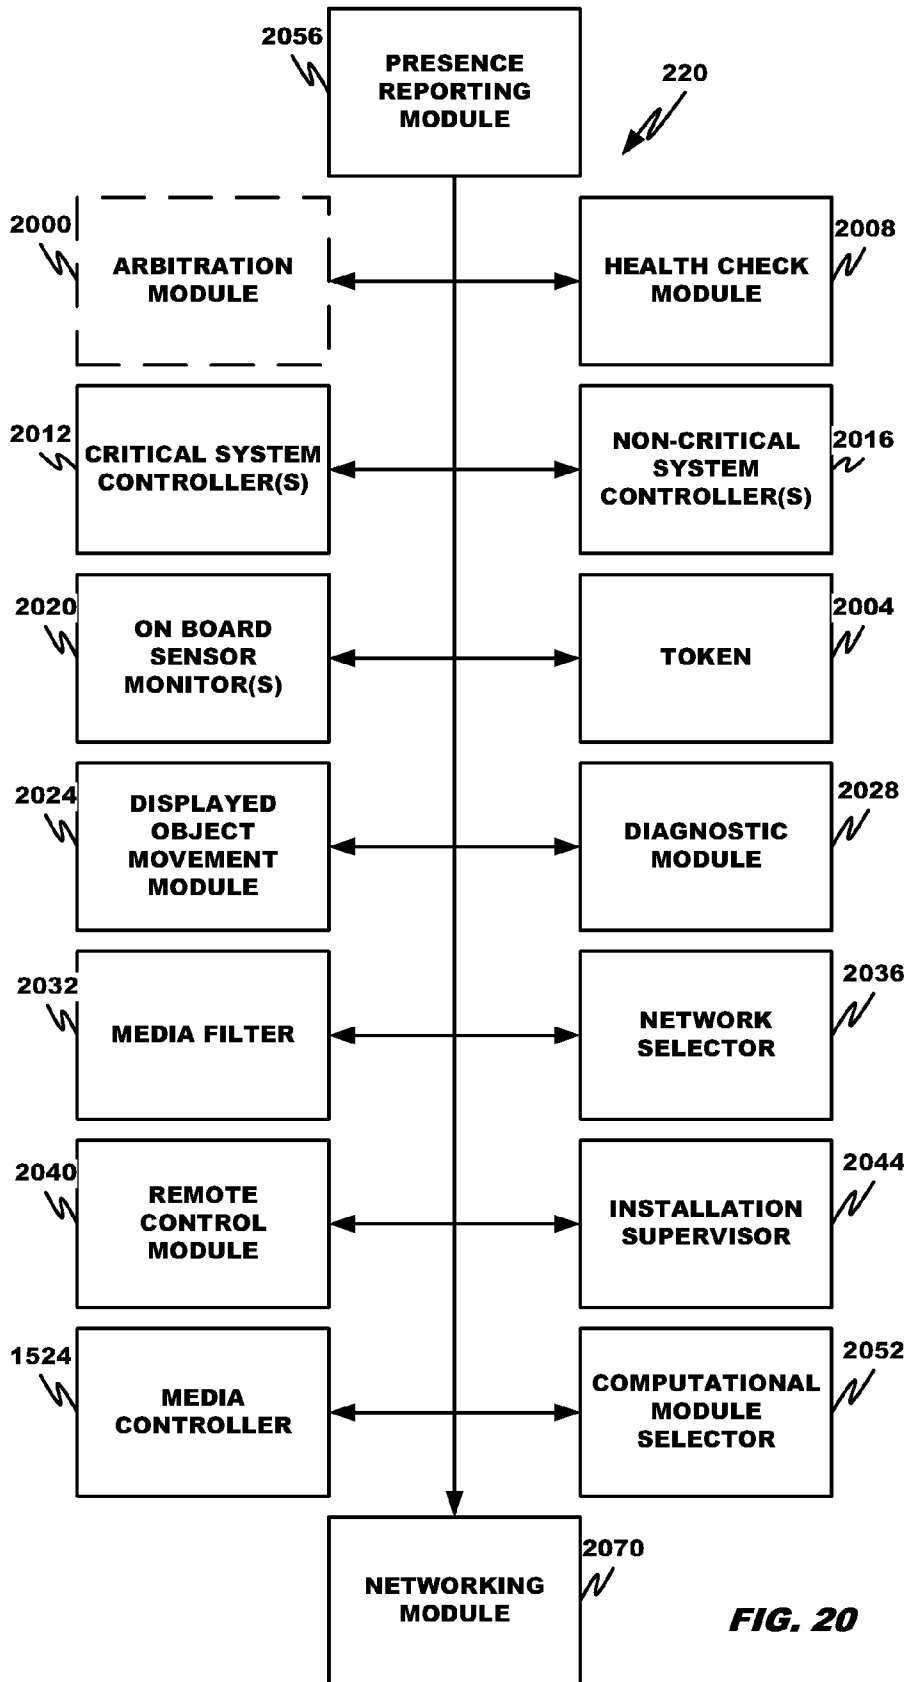 2056
PRESENCE
REPORTING
MODULE
220
2000
ARBITRATION
MODULE
HEALTH CHECK
MODULE
2008
2012
CRITICAL SYSTEM
CONTROLLER(S)
NON-CRITICAL
SYSTEM
CONTROLLER(S)
2016
2020
ON BOARD
SENSOR
MONITOR(S)
TOKEN
2004
2024
DISPLAYED
OBJECT
MOVEMENT
MODULE
DIAGNOSTIC
MODULE
2028
2032
MEDIA FILTER
NETWORK
SELECTOR
2036
2040
REMOTE
CONTROL
MODULE
INSTALLATION
SUPERVISOR
2044
1524
MEDIA
CONTROLLER
COMPUTATIONAL
MODULE
SELECTOR
2052
NETWORKING
MODULE
2070
FIG. 20